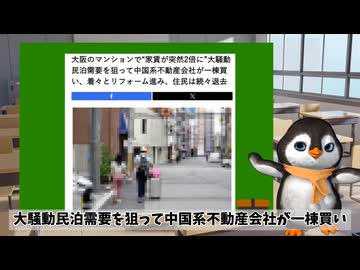 大阪のマンションで"家賃が突然2倍に"大騒動
民泊需要を狙って中国系不動産会社が一棟買
い、着々とリフォーム進み、住民は続々退去
f
X
大騒動民泊需要を狙って中国系不動産会社が一棟買い